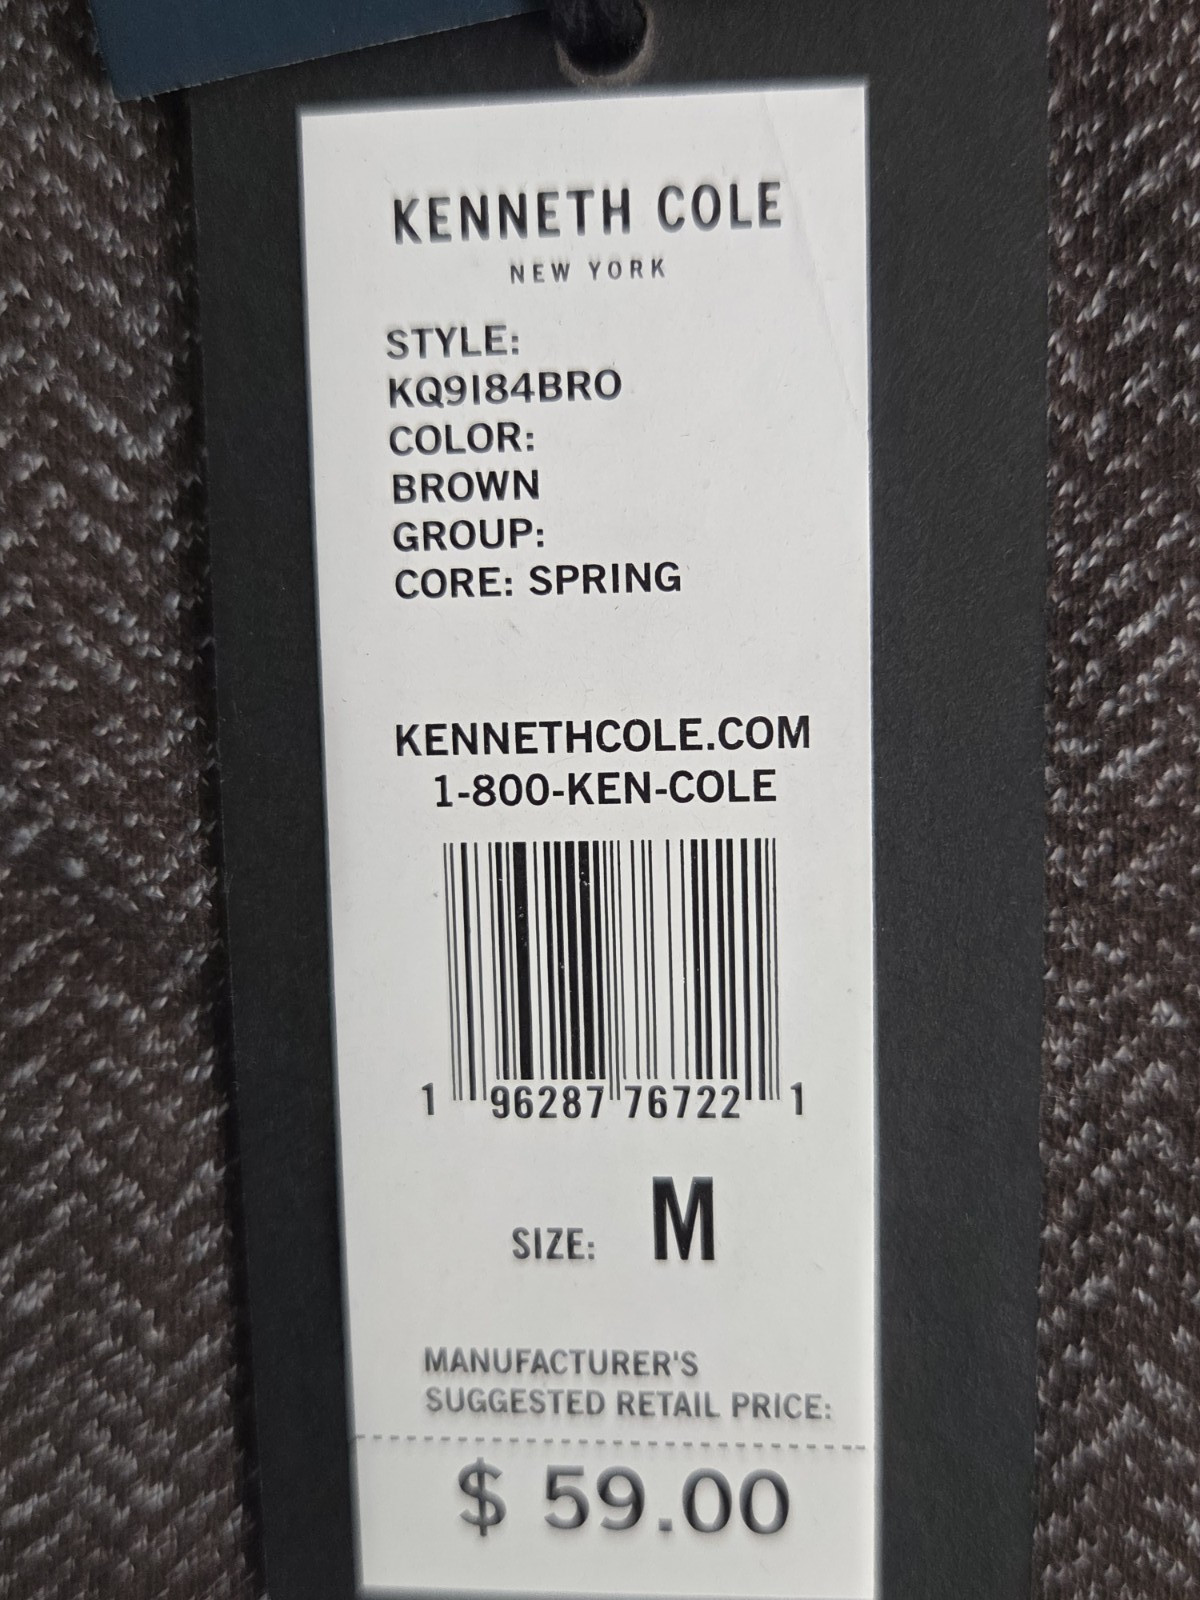 KENNETH COLE
NEW YORK
STYLE:
KQ9I84BRO
COLOR:
BROWN
GROUP:
CORE: SPRING
KENNETHCOLE.COM
1-800-KEN-COLE
1 96287 76722 1
SIZE: M
MANUFACTURER'S
SUGGESTED RETAIL PRICE:
$ 59.00